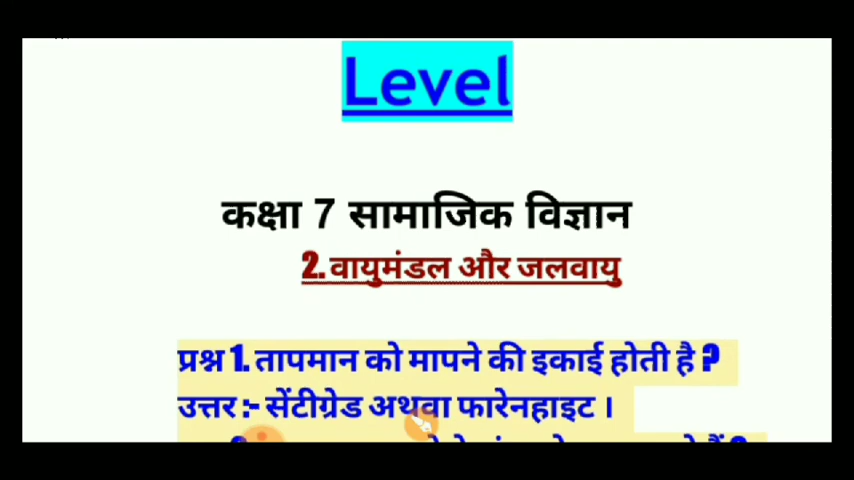 Level
कक्षा 7 सामाजिक विज्ञान
2. वायुमंडल और जलवायु
प्रश्न 1. तापमान को मापने की इकाई होती है ?
उत्तर :- सेंटीग्रेड अथवा फारेनहाइट ।